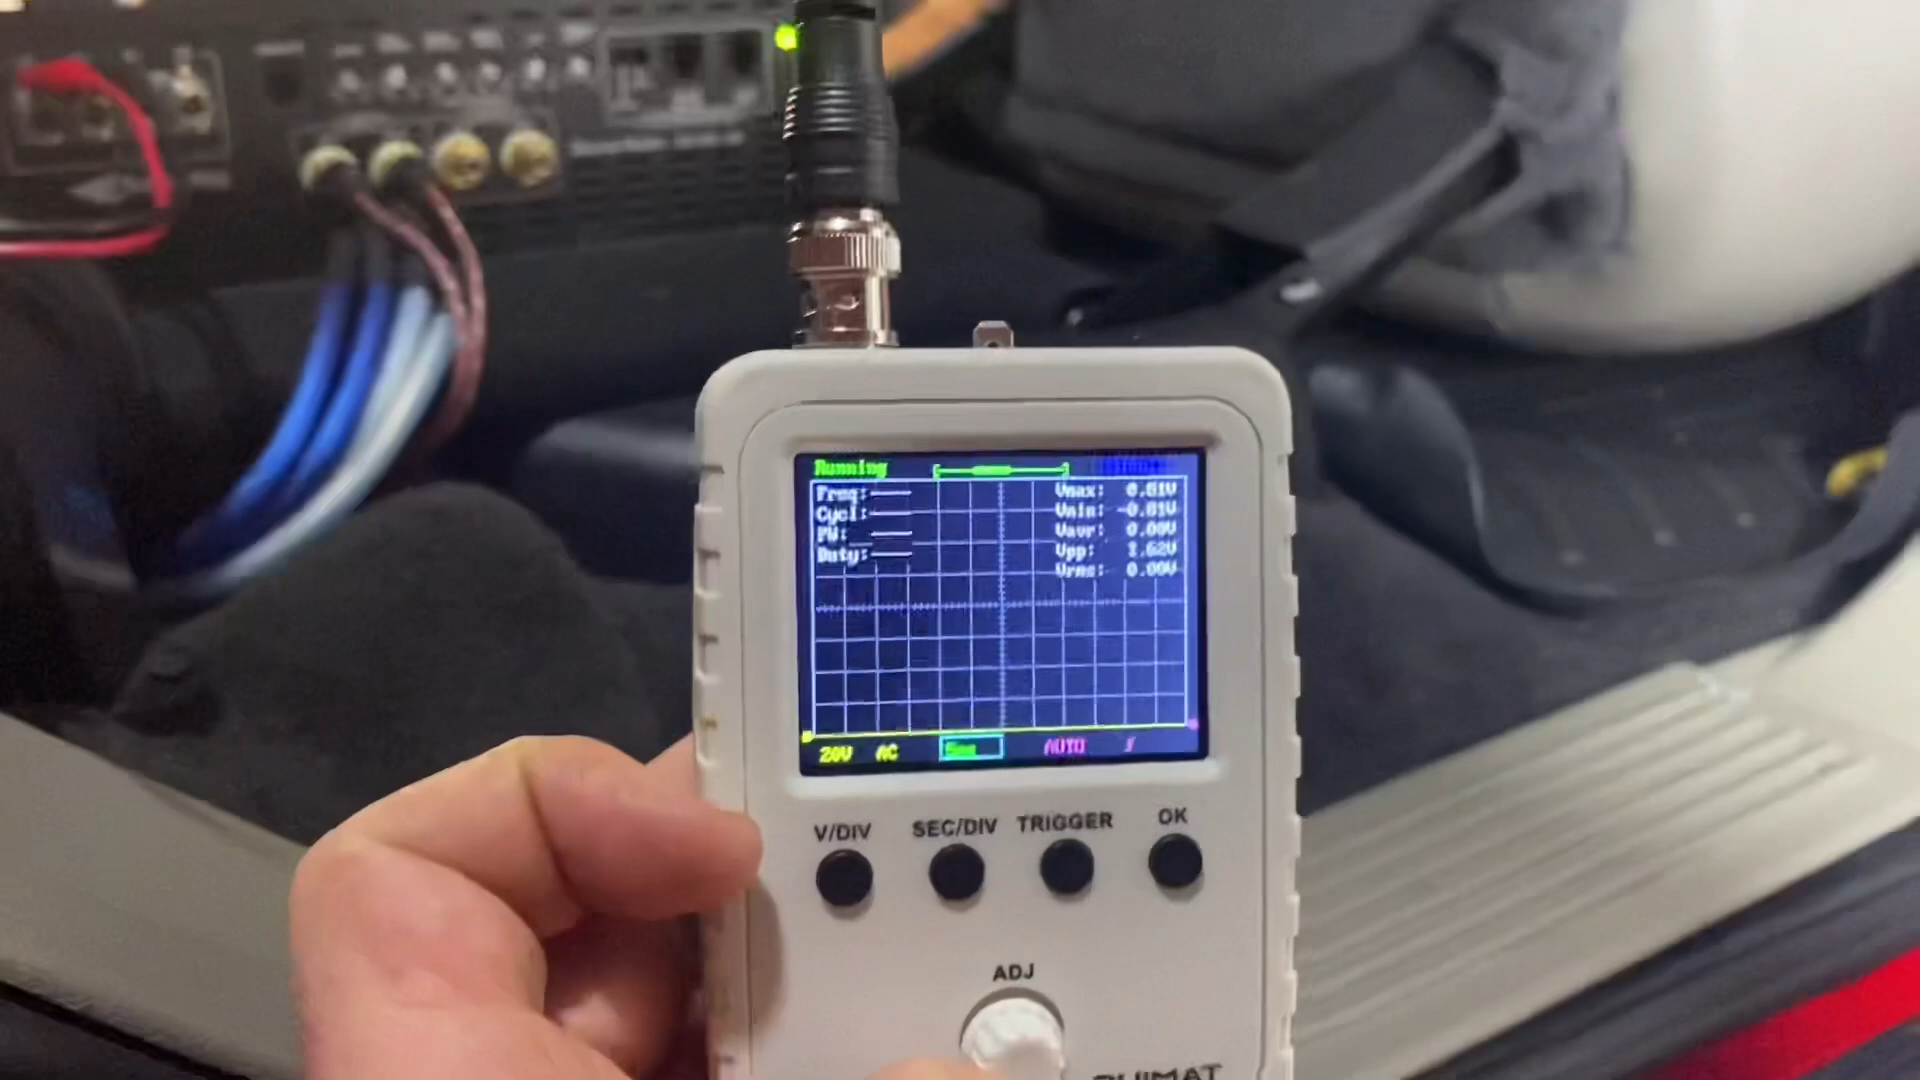 Running
Freq:
Cycl:
PW:
Duty:
Vmax: 0.81V
Vmin: -0.81V
Vavr: 0.00V
Vpp: 1.62V
Vrms: 0.00V
20V AC 5ms AUTO
V/DIV SEC/DIV TRIGGER OK
ADJ